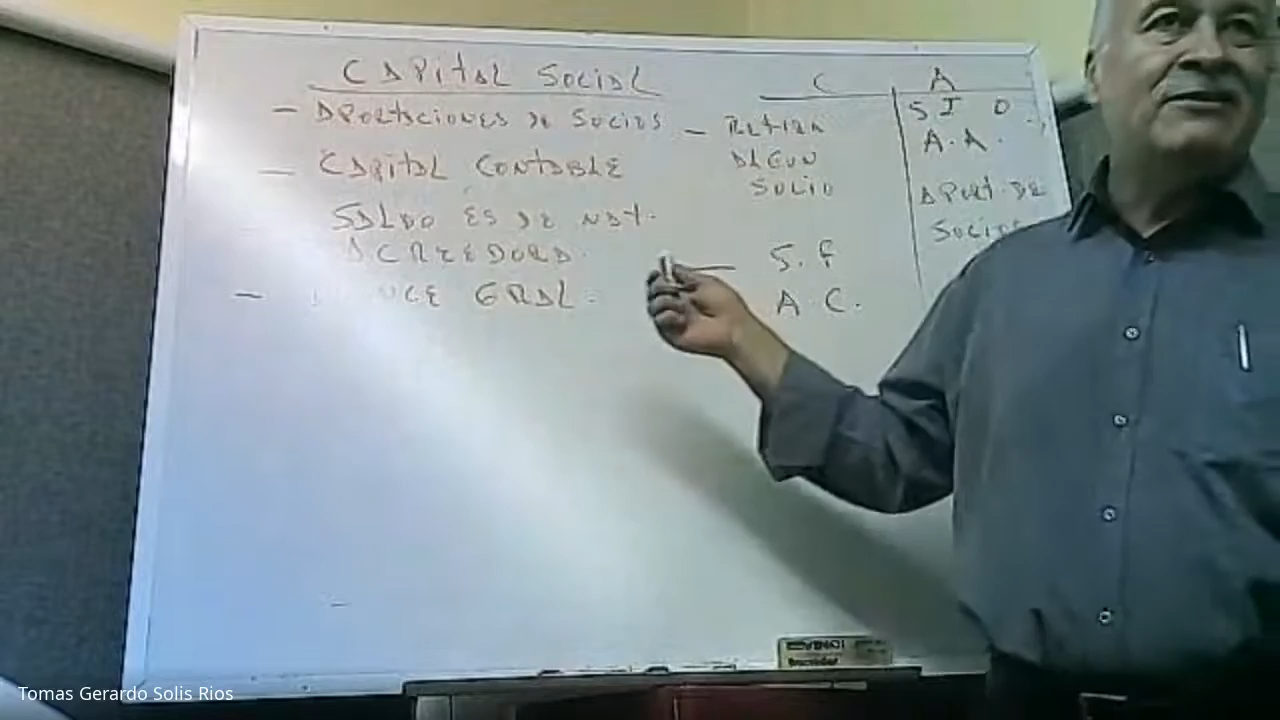 CAPITAL SOCIAL
- APORTACIONES DE SOCIOS
- CAPITAL CONTABLE
SALDO ES DE NAT.
ACREEDORA.
- GRAL.
C A
- RETIRA
ALGUN
SOCIO
- S.F
A.C.
S I O
A.A.
APORT. DE
SOCIOS
Tomas Gerardo Solis Rios